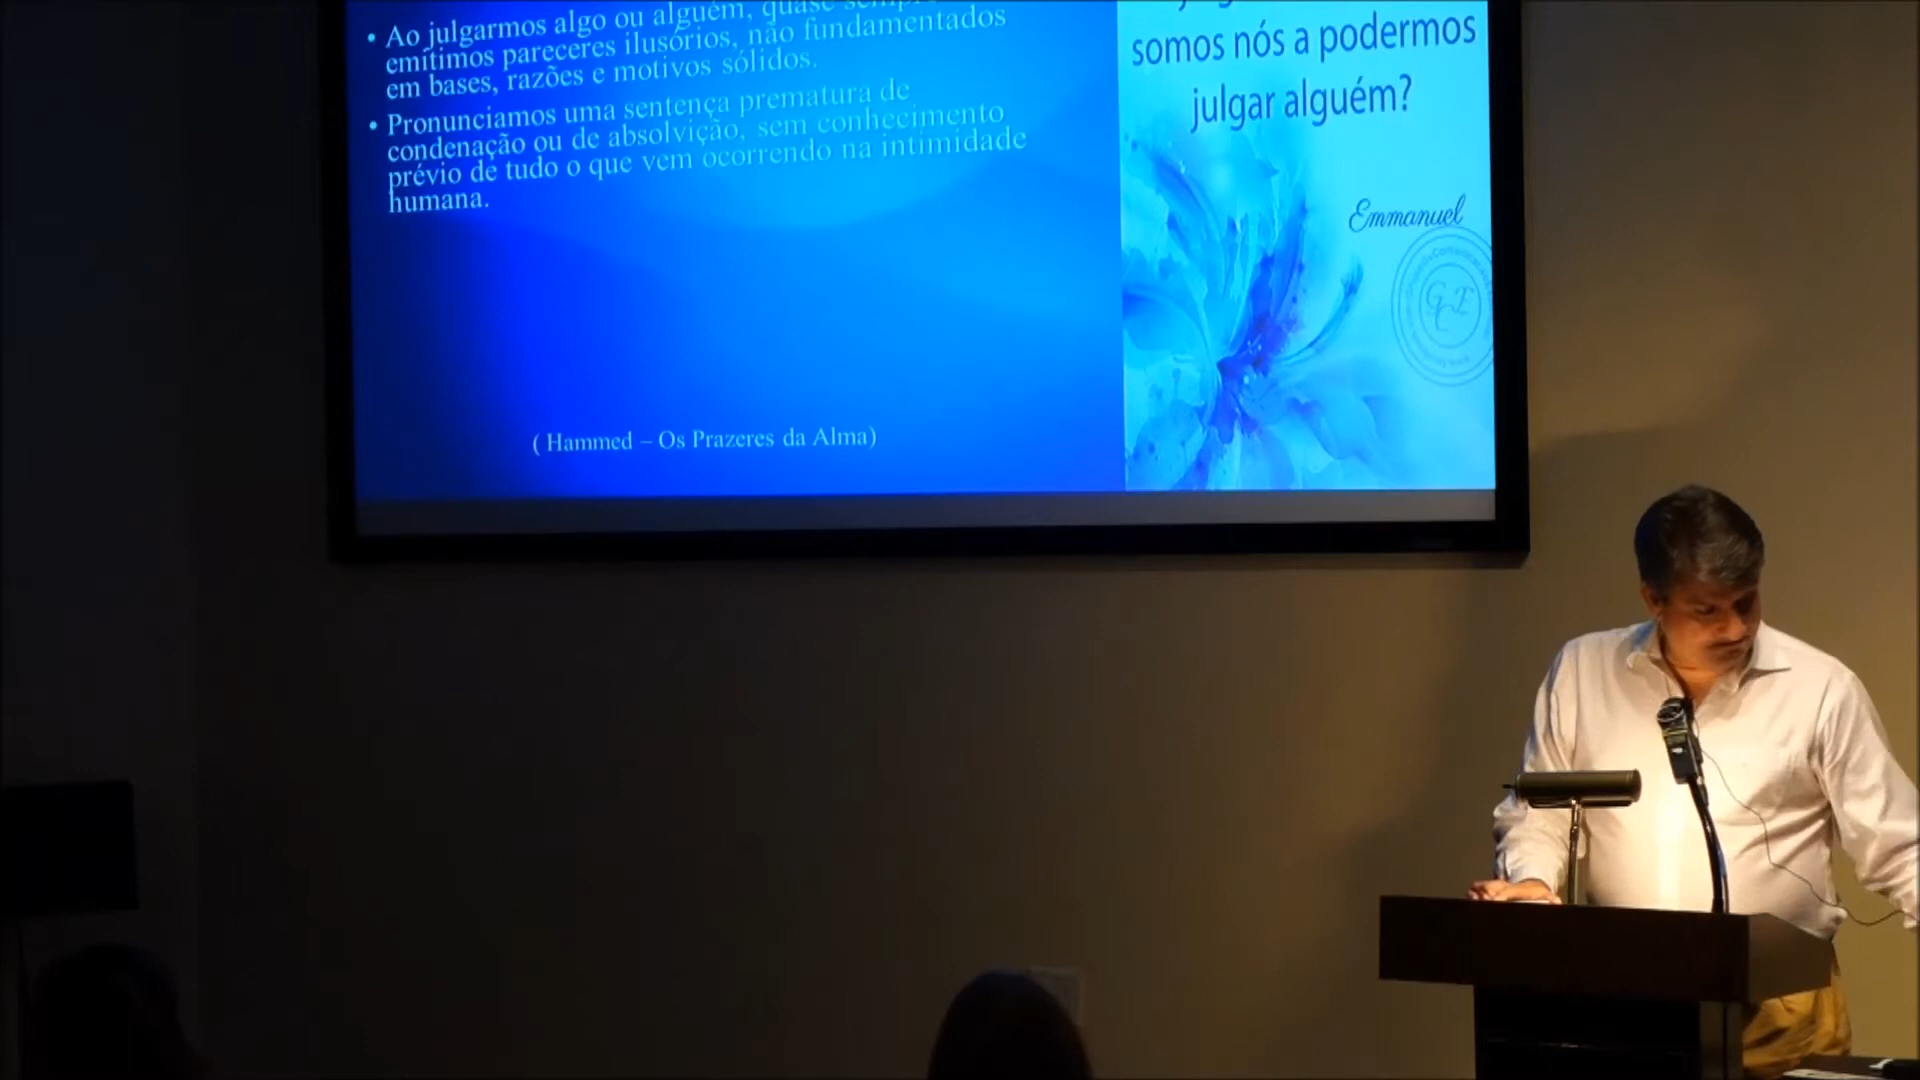 Ao julgarmos algo ou alguém, quase
emitimos pareceres ilusórios, não fundamentados
em bases, razões e motivos sólidos.
Pronunciamos uma sentença prematura de
condenação ou de absolvição, sem conhecimento
prévio de tudo o que vem ocorrendo na intimidade
humana.
( Hammed – Os Prazeres da Alma)
somos nós a podermos
julgar alguém?
Emmanuel
GCE